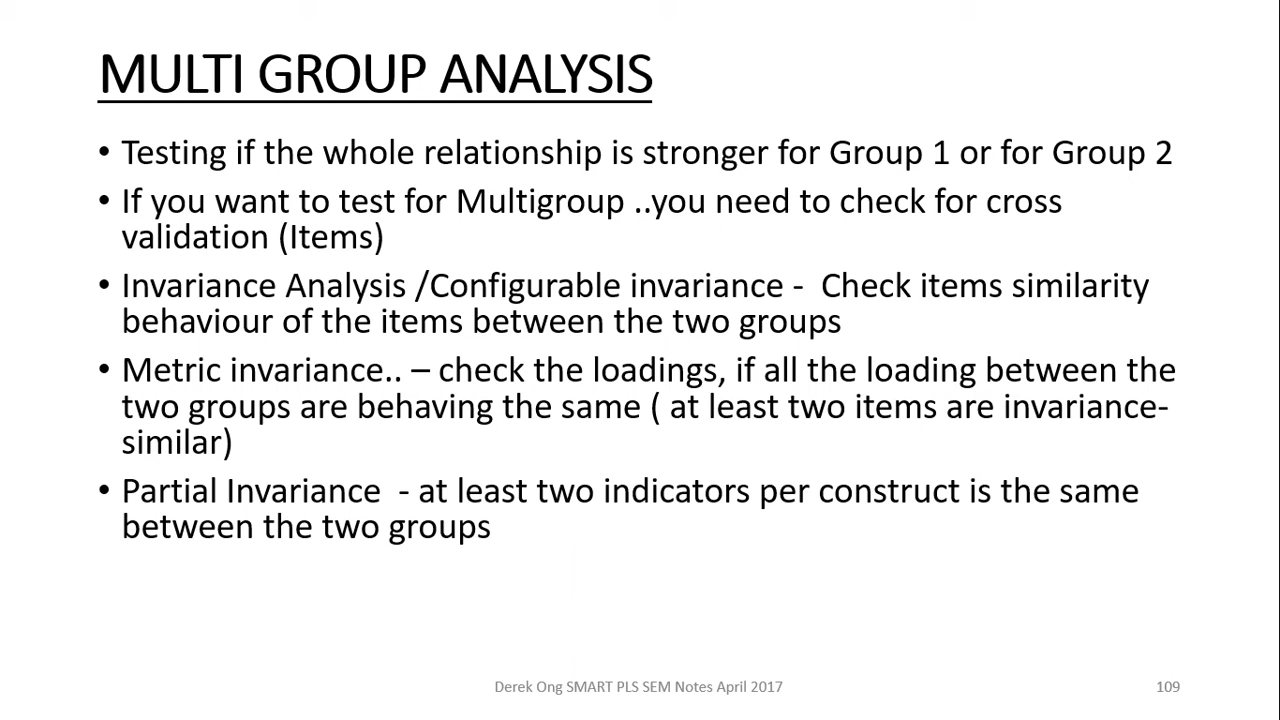 MULTI GROUP ANALYSIS
• Testing if the whole relationship is stronger for Group 1 or for Group 2
• If you want to test for Multigroup ..you need to check for cross
validation (Items)
• Invariance Analysis /Configurable invariance -  Check items similarity
behaviour of the items between the two groups
• Metric invariance.. – check the loadings, if all the loading between the
two groups are behaving the same ( at least two items are invariance-
similar)
• Partial Invariance  - at least two indicators per construct is the same
between the two groups
Derek Ong SMART PLS SEM Notes April 2017
109